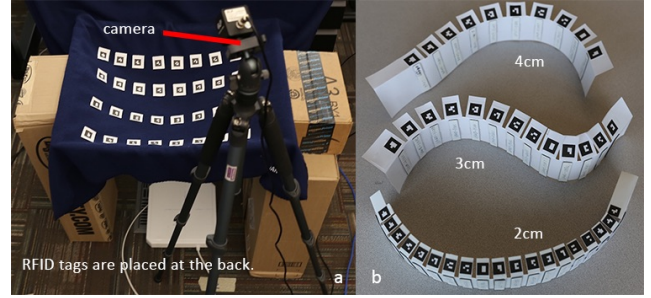 camera
RFID tags are placed at the back.
a
4cm
3cm
2cm
b